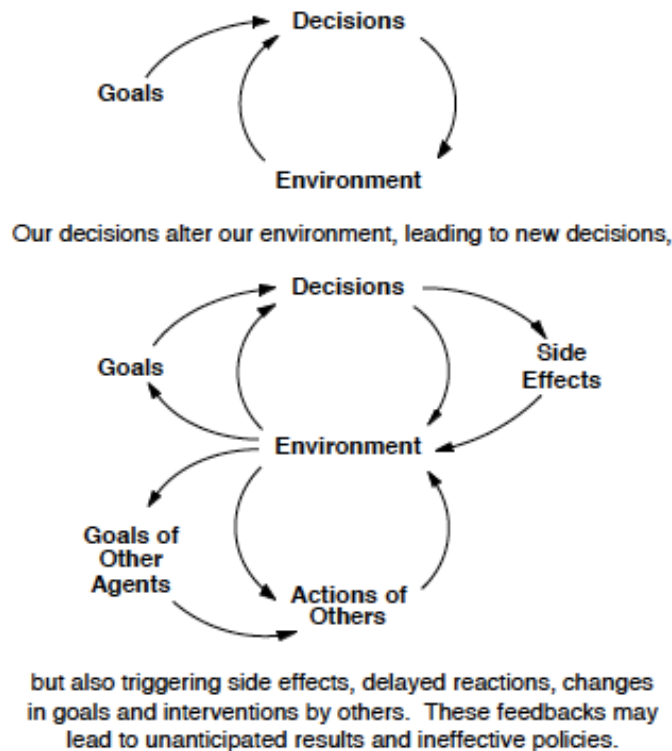 Decisions
Goals
Environment
Our decisions alter our environment, leading to new decisions,
Decisions
Side
Effects
Goals
Environment
Goals of
Other
Agents
Actions of
Others
but also triggering side effects, delayed reactions, changes
in goals and interventions by others. These feedbacks may
lead to unanticipated results and ineffective policies.